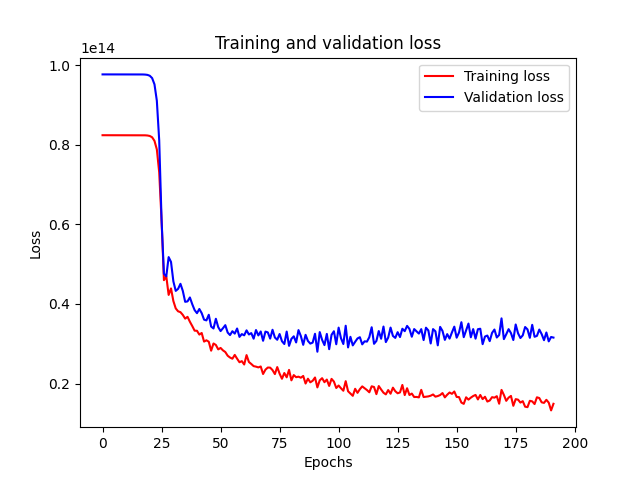 Training and validation loss
1e14
Training loss
Validation loss
1.0
0.8
0.6
0.4
0.2
Loss
0 25 50 75 100 125 150 175 200
Epochs